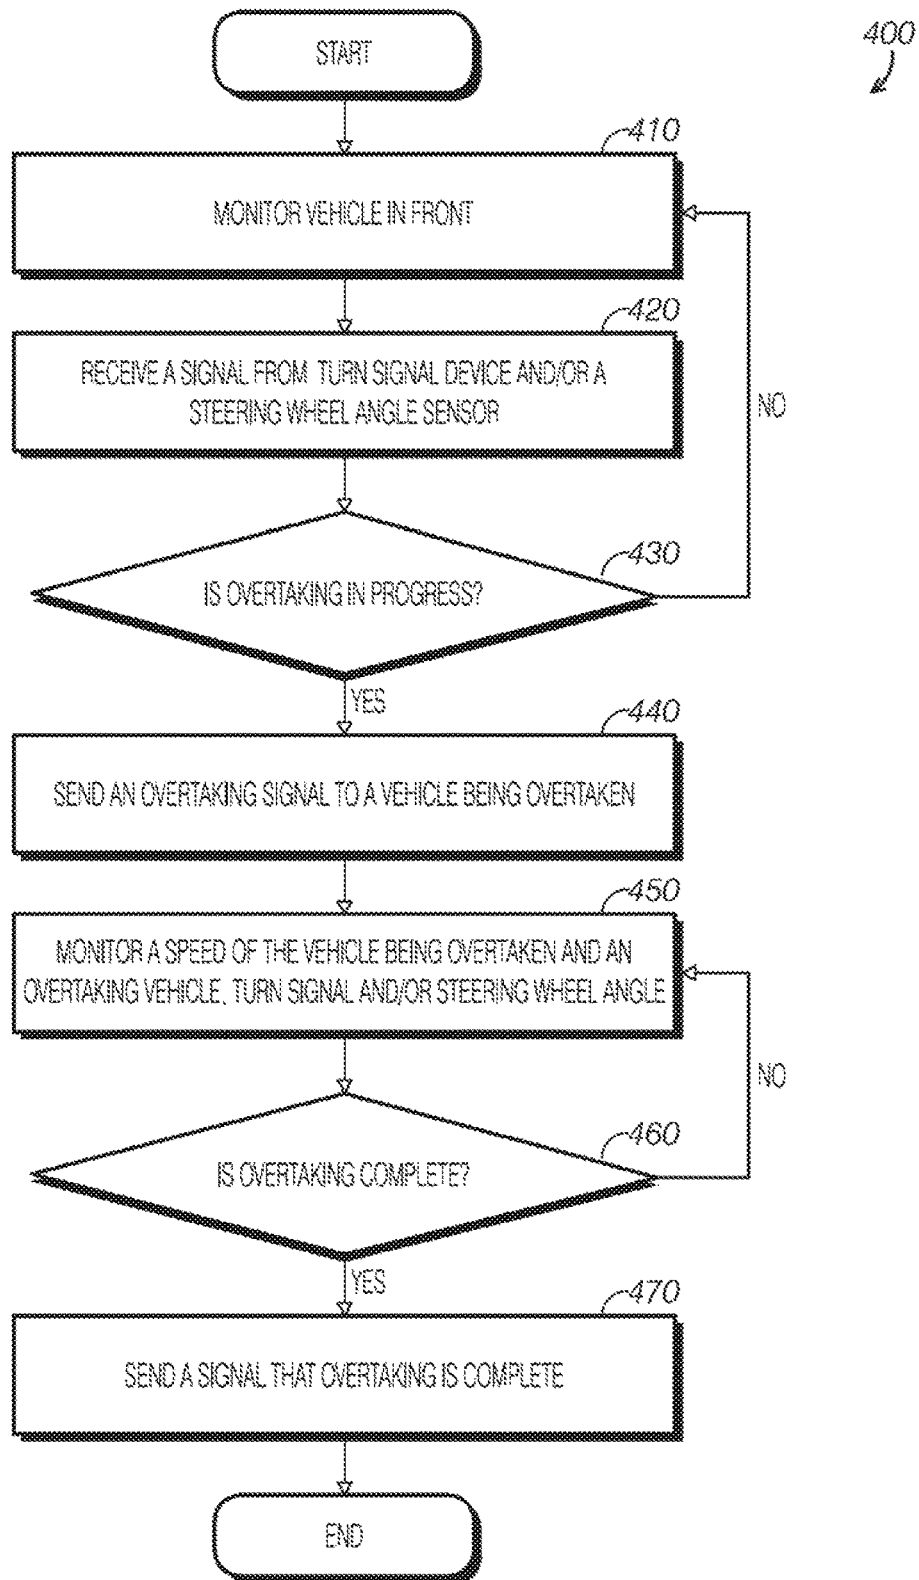 START
400
410
MONITOR VEHICLE IN FRONT
420
RECEIVE A SIGNAL FROM TURN SIGNAL DEVICE AND/OR A
STEERING WHEEL ANGLE SENSOR
NO
430
IS OVERTAKING IN PROGRESS?
YES
440
SEND AN OVERTAKING SIGNAL TO A VEHICLE BEING OVERTAKEN
450
MONITOR A SPEED OF THE VEHICLE BEING OVERTAKEN AND AN
OVERTAKING VEHICLE, TURN SIGNAL AND/OR STEERING WHEEL ANGLE
NO
460
IS OVERTAKING COMPLETE?
YES
470
SEND A SIGNAL THAT OVERTAKING IS COMPLETE
END